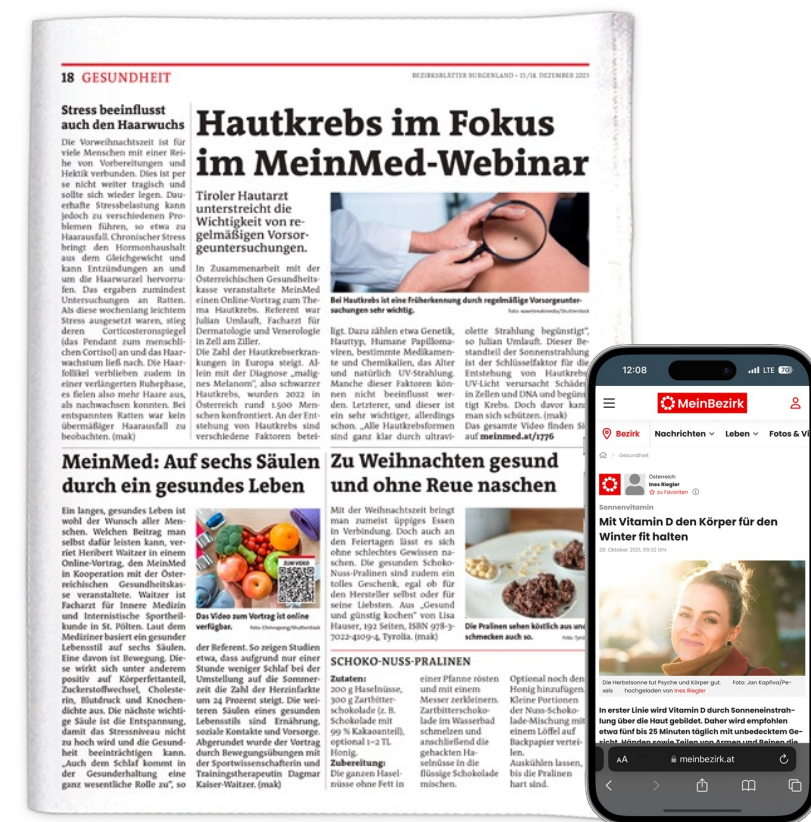 18 GESUNDHEIT
BEZIRKSBLÄTTER BURGENLAND • 13./14. DEZEMBER 2023
Stress beeinflusst
auch den Haarwuchs
Die Vorweihnachtszeit ist für
viele Menschen mit einer Rei-
he von Vorbereitungen und
Hektik verbunden. Dies ist per
se nicht weiter tragisch und
sollte sich wieder legen. Dau-
erhafte Stressbelastung kann
jedoch zu verschiedenen Pro-
blemen führen, so etwa zu
Haarausfall. Chronischer Stress
bringt den Hormonhaushalt
aus dem Gleichgewicht und
kann Entzündungen an und
um die Haarwurzel hervorru-
fen. Das ergaben zumindest
Untersuchungen an Ratten.
Als diese wochenlang leichtem
Stress ausgesetzt waren, stieg
deren Corticosteronspiegel
(das Pendant zum menschli-
chen Cortisol) an und das Haar-
wachstum ließ nach. Die Haar-
follikel verblieben zudem in
einer verlängerten Ruhephase,
es fielen also mehr Haare aus,
als nachwachsen konnten. Bei
entspannten Ratten war kein
übermäßiger Haarausfall zu
beobachten. (mak)
Hautkrebs im Fokus
im MeinMed-Webinar
Tiroler Hautarzt
unterstreicht die
Wichtigkeit von re-
gelmäßigen Vorsor-
geuntersuchungen.
In Zusammenarbeit mit der
Österreichischen Gesundheits-
kasse veranstaltete MeinMed
einen Online-Vortrag zum The-
ma Hautkrebs. Referent war
Julian Umlauft, Facharzt für
Dermatologie und Venerologie
in Zell am Ziller.
Die Zahl der Hautkrebserkran-
kungen in Europa steigt. Al-
lein mit der Diagnose „malig-
nes Melanom", also schwarzer
Hautkrebs, wurden 2022 in
Österreich rund 1.500 Men-
schen konfrontiert. An der Ent-
stehung von Hautkrebs sind
verschiedene Faktoren betei-
Bei Hautkrebs ist eine Früherkennung durch regelmäßige Vorsorgeunter-
suchungen sehr wichtig.
Foto: wavebreakmedia/Shutterstock
ligt. Dazu zählen etwa Genetik,
Hauttyp, Humane Papilloma-
viren, bestimmte Medikamen-
te und Chemikalien, das Alter
und natürlich UV-Strahlung.
Manche dieser Faktoren kön-
nen nicht beeinflusst wer-
den. Letzterer, und dieser ist
ein sehr wichtiger, allerdings
schon. „Alle Hautkrebsformen
sind ganz klar durch ultravi-
olette Strahlung begünstigt",
so Julian Umlauft. Dieser Be-
standteil der Sonnenstrahlung
ist der Schlüsselfaktor für die
Entstehung von Hautkrebs
UV-Licht verursacht Schäden
in Zellen und DNA und begüns
tigt Krebs. Doch davor kann
man sich schützen. (mak)
Das gesamte Video finden Sie
auf meinmed.at/1776
MeinMed: Auf sechs Säulen
durch ein gesundes Leben
Ein langes, gesundes Leben ist
wohl der Wunsch aller Men-
schen. Welchen Beitrag man
selbst dafür leisten kann, ver-
riet Heribert Waitzer in einem
Online-Vortrag, den MeinMed
in Kooperation mit der Öster-
reichischen Gesundheitskas-
se veranstaltete. Waitzer ist
Facharzt für Innere Medizin
und Internistische Sportheil-
kunde in St. Pölten. Laut dem
Mediziner basiert ein gesunder
Lebensstil auf sechs Säulen.
Eine davon ist Bewegung. Die-
se wirkt sich unter anderem
positiv auf Körperfettanteil,
Zuckerstoffwechsel, Choleste-
rin, Blutdruck und Knochen-
dichte aus. Die nächste wichti-
ge Säule ist die Entspannung,
damit das Stressniveau nicht
zu hoch wird und die Gesund-
heit beeinträchtigen kann.
„Auch dem Schlaf kommt in
der Gesunderhaltung eine
ganz wesentliche Rolle zu", so
ZUM VIDEO
Das Video zum Vortrag ist online
verfügbar.
Foto: Chinnapong/Shutterstock
der Referent. So zeigen Studien
etwa, dass aufgrund nur einer
Stunde weniger Schlaf bei der
Umstellung auf die Sommer-
zeit die Zahl der Herzinfarkte
um 24 Prozent steigt. Die wei-
teren Säulen eines gesunden
Lebensstils sind Ernährung,
soziale Kontakte und Vorsorge.
Abgerundet wurde der Vortrag
durch Bewegungsübungen mit
der Sportwissenschafterin und
Trainingstherapeutin Dagmar
Kaiser-Waitzer. (mak)
Zu Weihnachten gesund
und ohne Reue naschen
Mit der Weihnachtszeit bringt
man zumeist üppiges Essen
in Verbindung. Doch auch an
den Feiertagen lässt es sich
ohne schlechtes Gewissen na-
schen. Die gesunden Schoko-
Nuss-Pralinen sind zudem ein
tolles Geschenk, egal ob für
den Hersteller selbst oder für
seine Liebsten. Aus „Gesund
und günstig kochen" von Lisa
Hauser, 192 Seiten, ISBN 978-3-
7022-4109-4, Tyrolia. (mak)
Die Pralinen sehen köstlich aus und
schmecken auch so.
SCHOKO-NUSS-PRALINEN
Zutaten:
200 g Haselnüsse,
300 g Zartbitter-
schokolade (z. B.
Schokolade mit
99 % Kakaoanteil),
optional 1–2 TL
Honig.
Zubereitung:
Die ganzen Hasel-
nüsse ohne Fett in
einer Pfanne rösten
und mit einem
Messer zerkleinern.
Zartbitterschoko-
lade im Wasserbad
schmelzen und
anschließend die
gehackten Ha-
selnüsse in die
flüssige Schokolade
mischen.
Optional noch den
Honig hinzufügen.
Kleine Portionen
der Nuss-Schoko-
lade-Mischung mit
einem Löffel auf
Backpapier vertei-
len.
Auskühlen lassen,
bis die Pralinen
hart sind.
12:08
LTE 70
MeinBezirk
Bezirk Nachrichten Leben Fotos & Vi
Gesundheit
Österreich
Ines Riegler
zu Favoriten
Sonnenvitamin
Mit Vitamin D den Körper für den
Winter fit halten
28. Oktober 2021, 09:32 Uhr
Die Herbstsonne tut Psyche und Körper gut. Foto: Jan Kopřiva/Pe-
xels hochgeladen von Ines Riegler
In erster Linie wird Vitamin D durch Sonneneinstrah-
lung über die Haut gebildet. Daher wird empfohlen
etwa fünf bis 25 Minuten täglich mit unbedecktem Ge-
sicht, Händen sowie Teilen von Armen und Beinen die
AA meinbezirk.at